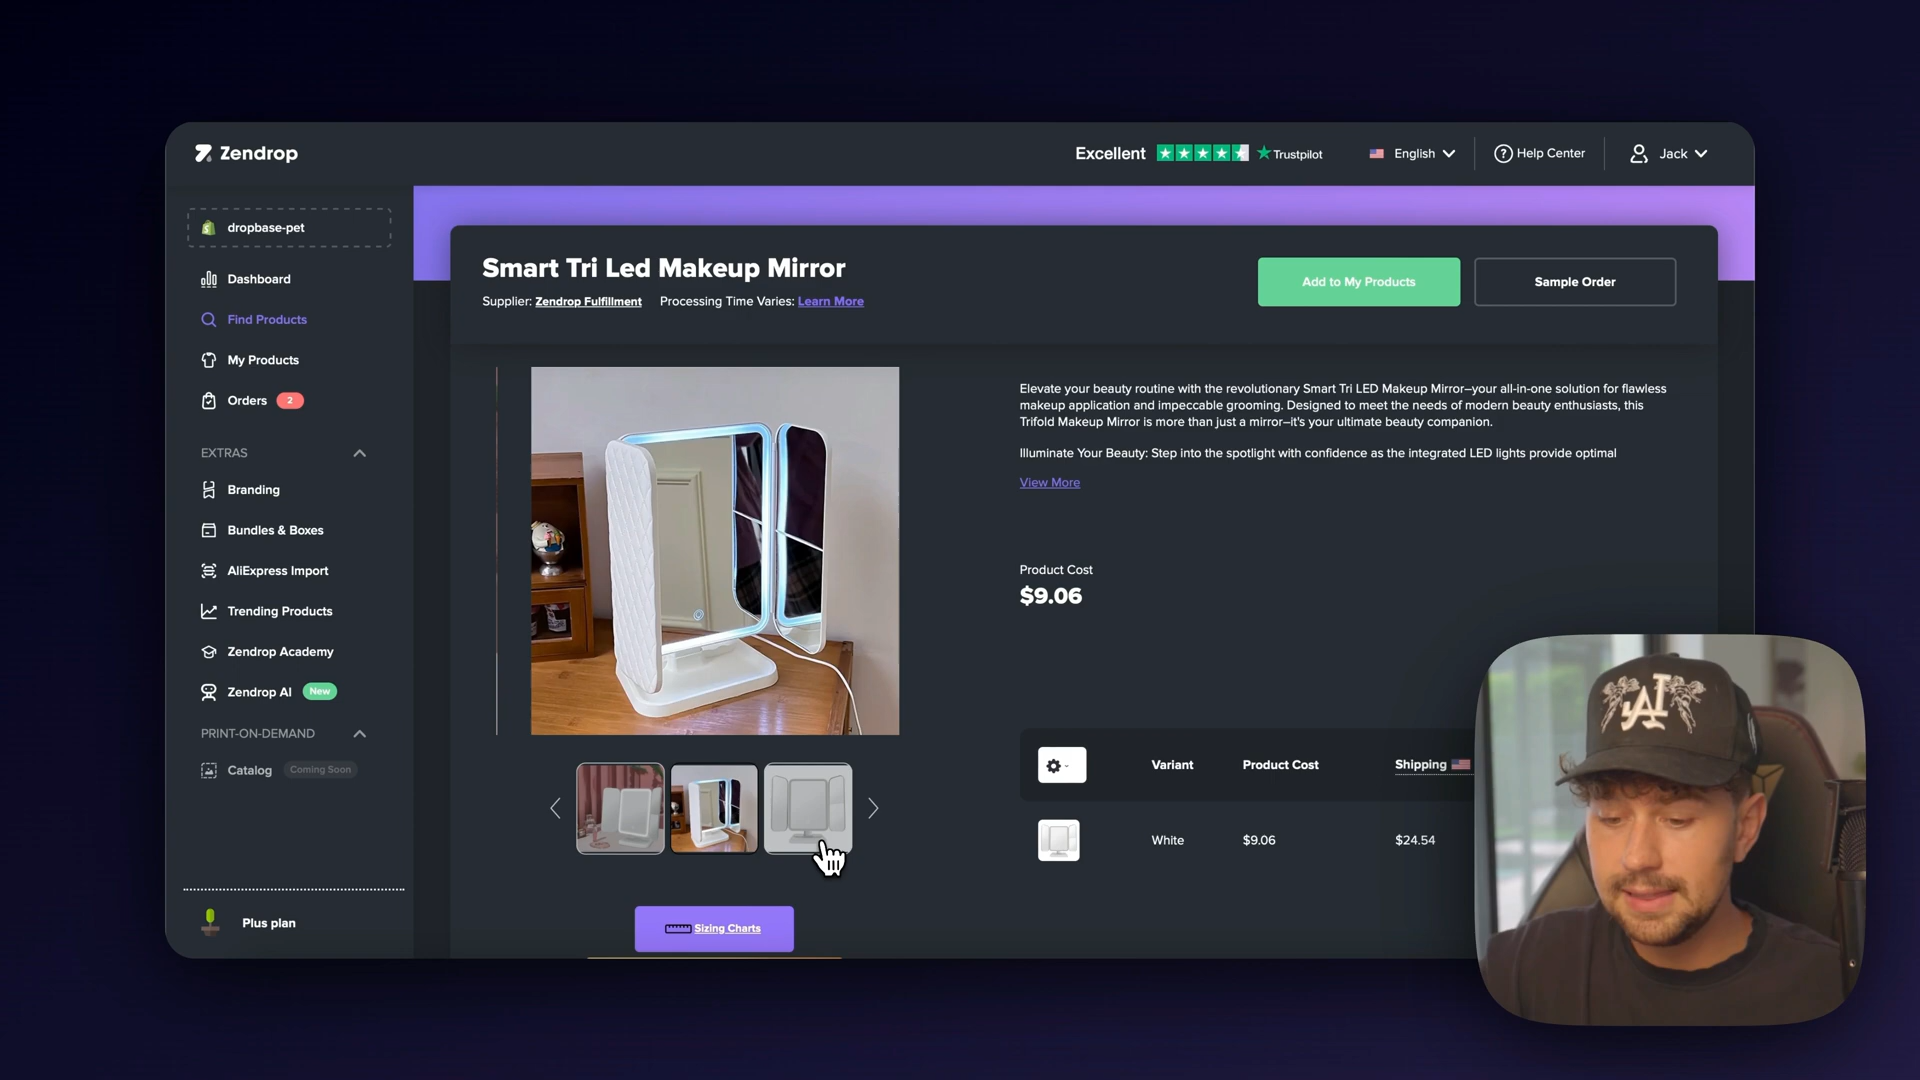 Zendrop
Excellent
Trustpilot
English
Help Center
Jack
dropbase-pet
Dashboard
Find Products
My Products
Orders 2
EXTRAS
Branding
Bundles & Boxes
AliExpress Import
Trending Products
Zendrop Academy
Zendrop AI New
PRINT-ON-DEMAND
Catalog Coming Soon
Plus plan
Smart Tri Led Makeup Mirror
Supplier: Zendrop Fulfillment Processing Time Varies: Learn More
Add to My Products
Sample Order
Elevate your beauty routine with the revolutionary Smart Tri LED Makeup Mirror—your all-in-one solution for flawless
makeup application and impeccable grooming. Designed to meet the needs of modern beauty enthusiasts, this
Trifold Makeup Mirror is more than just a mirror—it's your ultimate beauty companion.
Illuminate Your Beauty: Step into the spotlight with confidence as the integrated LED lights provide optimal
View More
Product Cost
$9.06
Variant Product Cost Shipping
White $9.06 $24.54
Sizing Charts